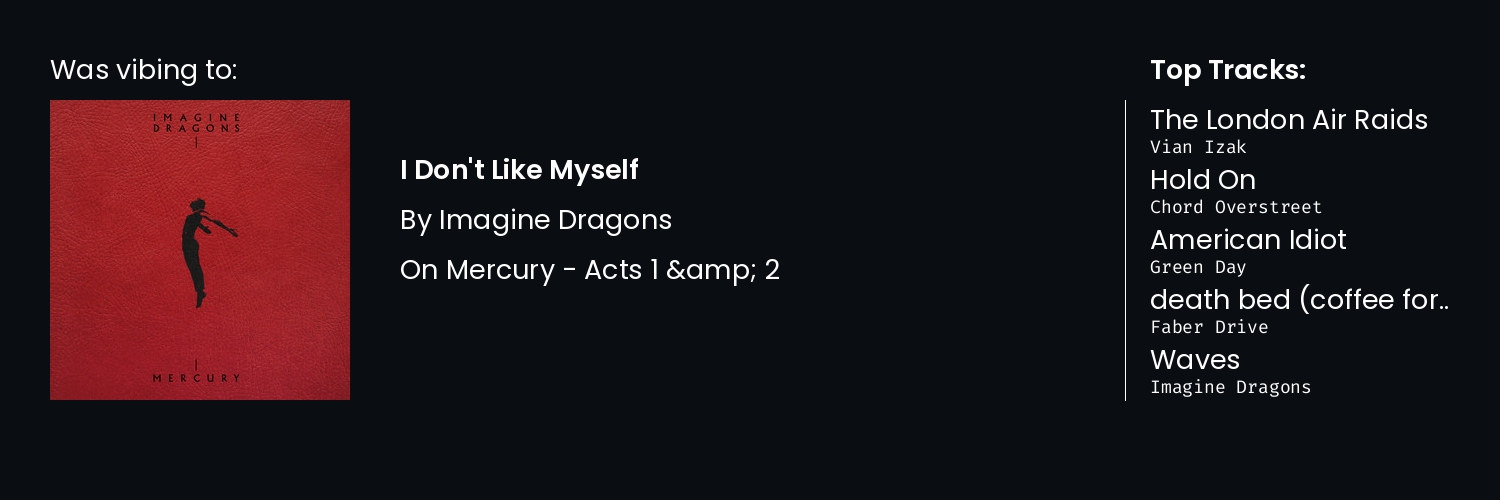 Was vibing to:
IMAGINE
DRAGONS
MERCURY
I Don't Like Myself
By Imagine Dragons
On Mercury - Acts 1 &amp; 2
Top Tracks:
The London Air Raids
Vian Izak
Hold On
Chord Overstreet
American Idiot
Green Day
death bed (coffee for..
Faber Drive
Waves
Imagine Dragons